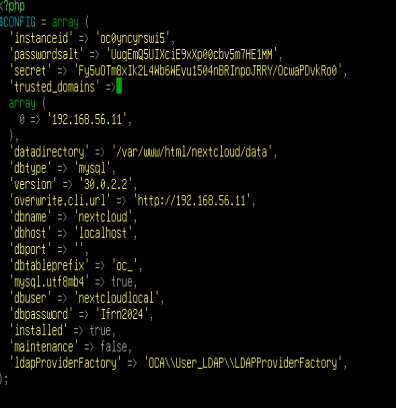 <?php
$CONFIG = array (
  'instanceid' => 'oc0yncyrswi5',
  'passwordsalt' => 'UuqEmQ5UIXciE9xXp00cbv5m7HE1MM',
  'secret' => 'Fy5uOTm8xIk2L4Wb6WEvu1504nBRInpoJRRY/OcwaPDvkRo0',
  'trusted_domains' =>
  array (
    0 => '192.168.56.11',
  ),
  'datadirectory' => '/var/www/html/nextcloud/data',
  'dbtype' => 'mysql',
  'version' => '30.0.2.2',
  'overwrite.cli.url' => 'http://192.168.56.11',
  'dbname' => 'nextcloud',
  'dbhost' => 'localhost',
  'dbport' => '',
  'dbtableprefix' => 'oc_',
  'mysql.utf8mb4' => true,
  'dbuser' => 'nextcloudlocal',
  'dbpassword' => 'Ifrn2024',
  'installed' => true,
  'maintenance' => false,
  'ldapProviderFactory' => 'OCA\\User_LDAP\\LDAPProviderFactory',
);